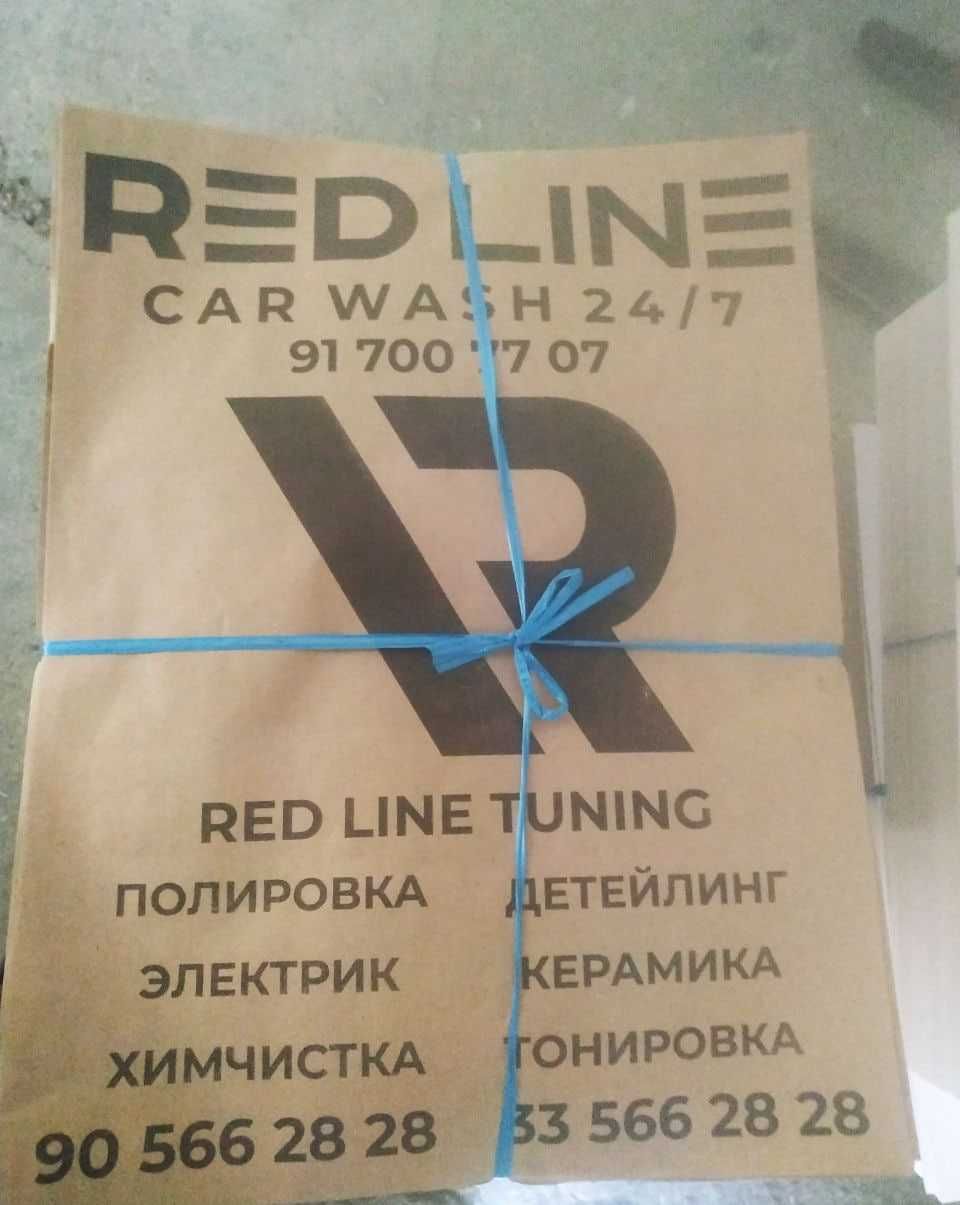 RED LINE
CAR WASH 24/7
91 700 77 07
RED LINE TUNING
ПОЛИРОВКА ДЕТЕЙЛИНГ
ЭЛЕКТРИК КЕРАМИКА
ХИМЧИСТКА ТОНИРОВКА
90 566 28 28 33 566 28 28